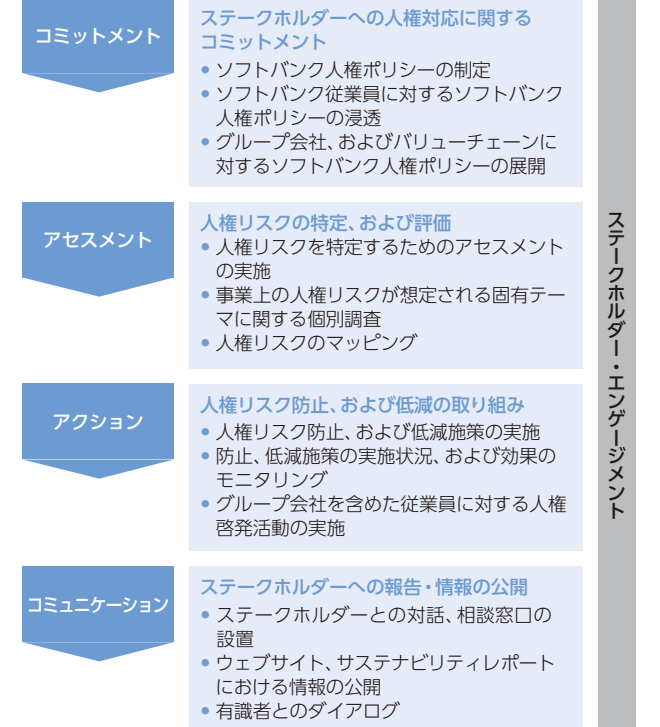 コミットメント
ステークホルダーへの人権対応に関する
コミットメント
• ソフトバンク人権ポリシーの制定
• ソフトバンク従業員に対するソフトバンク
人権ポリシーの浸透
• グループ会社、およびバリューチェーンに
対するソフトバンク人権ポリシーの展開
アセスメント
人権リスクの特定、および評価
• 人権リスクを特定するためのアセスメント
の実施
• 事業上の人権リスクが想定される固有テー
マに関する個別調査
• 人権リスクのマッピング
アクション
人権リスク防止、および低減の取り組み
• 人権リスク防止、および低減施策の実施
• 防止、低減施策の実施状況、および効果の
モニタリング
• グループ会社を含めた従業員に対する人権
啓発活動の実施
コミュニケーション
ステークホルダーへの報告・情報の公開
• ステークホルダーとの対話、相談窓口の
設置
• ウェブサイト、サステナビリティレポート
における情報の公開
• 有識者とのダイアログ
ステークホルダー・エンゲージメント